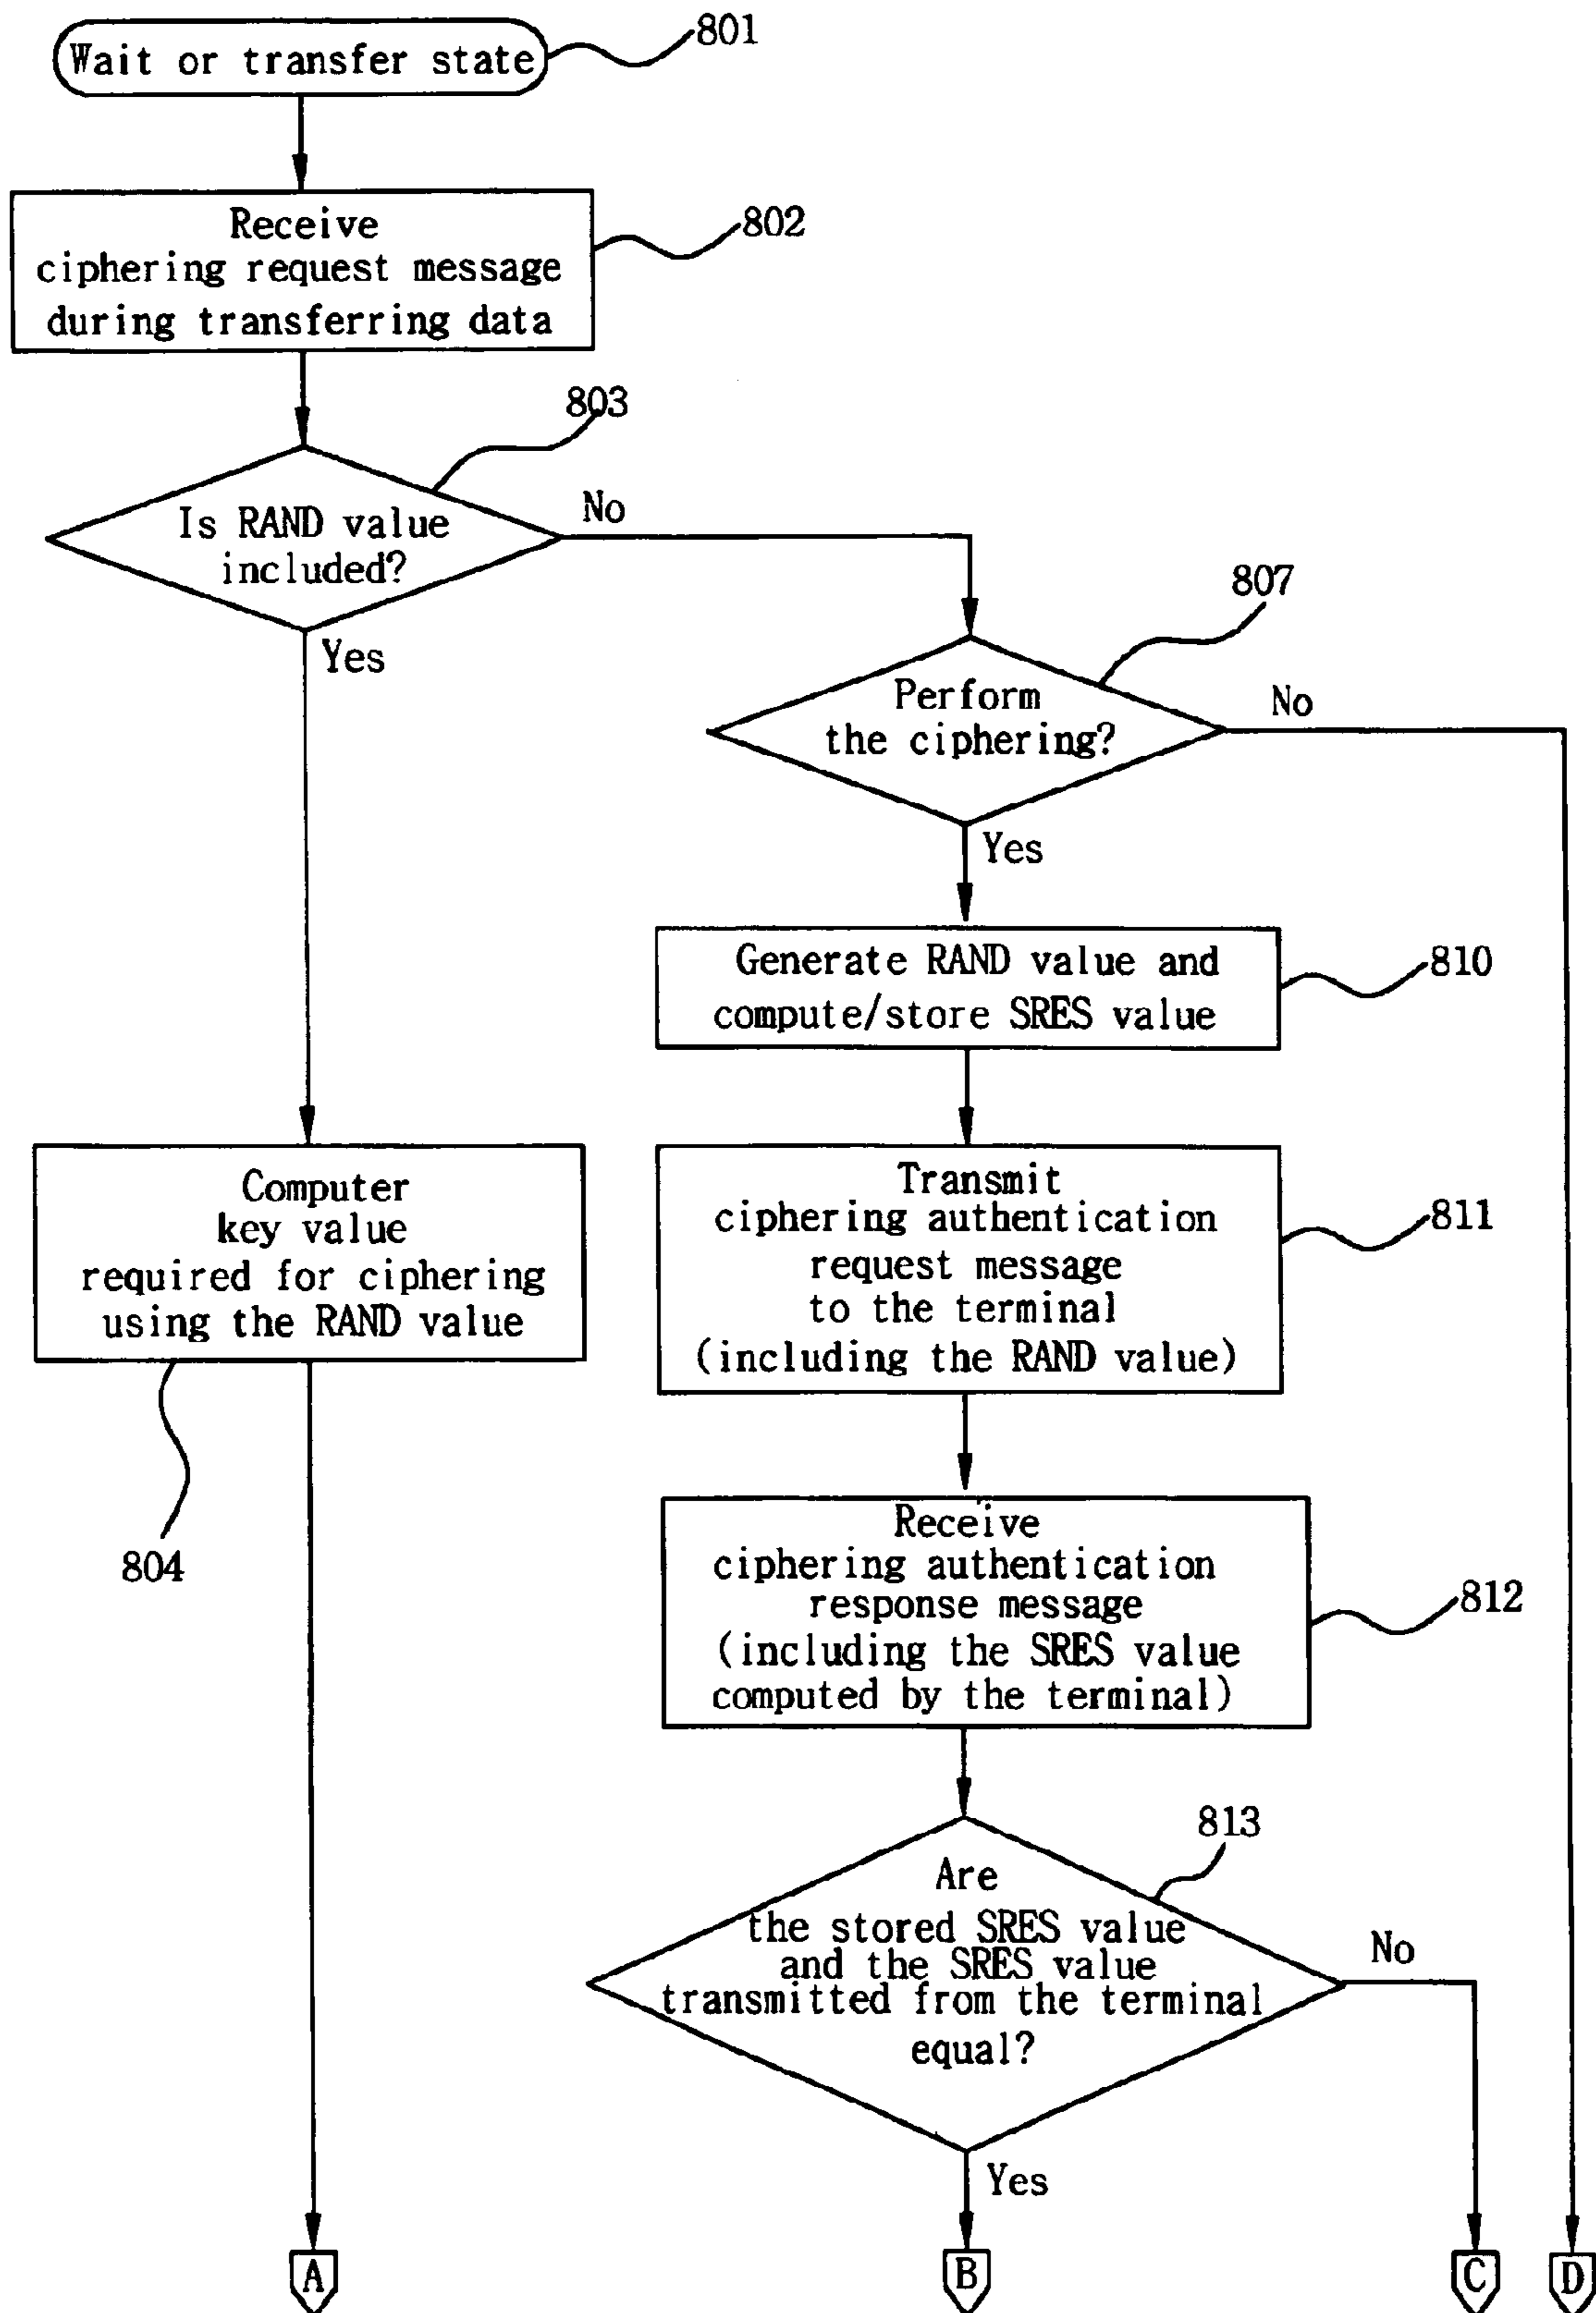 Wait or transfer state
801
Receive
ciphering request message
during transferring data
802
803
Is RAND value
included?
No
Yes
807
Perform
the ciphering?
No
Yes
Generate RAND value and
compute/store SRES value
810
Computer
key value
required for ciphering
using the RAND value
804
Transmit
ciphering authentication
request message
to the terminal
(including the RAND value)
811
Receive
ciphering authentication
response message
(including the SRES value
computed by the terminal)
812
813
Are
the stored SRES value
and the SRES value
transmitted from the terminal
equal?
No
Yes
A
B
C
D